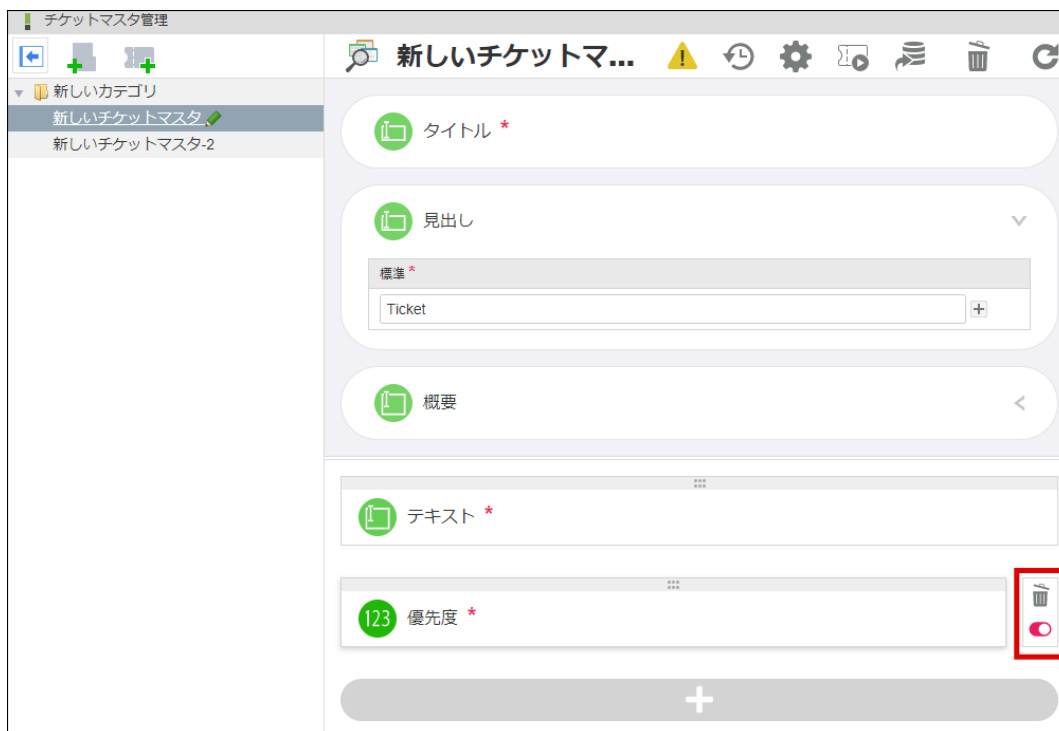 チケットマスタ管理
新しいチケットマ...
新しいカテゴリ
新しいチケットマスタ
新しいチケットマスタ-2
タイトル *
見出し
標準 *
Ticket
概要
テキスト *
123 優先度 *